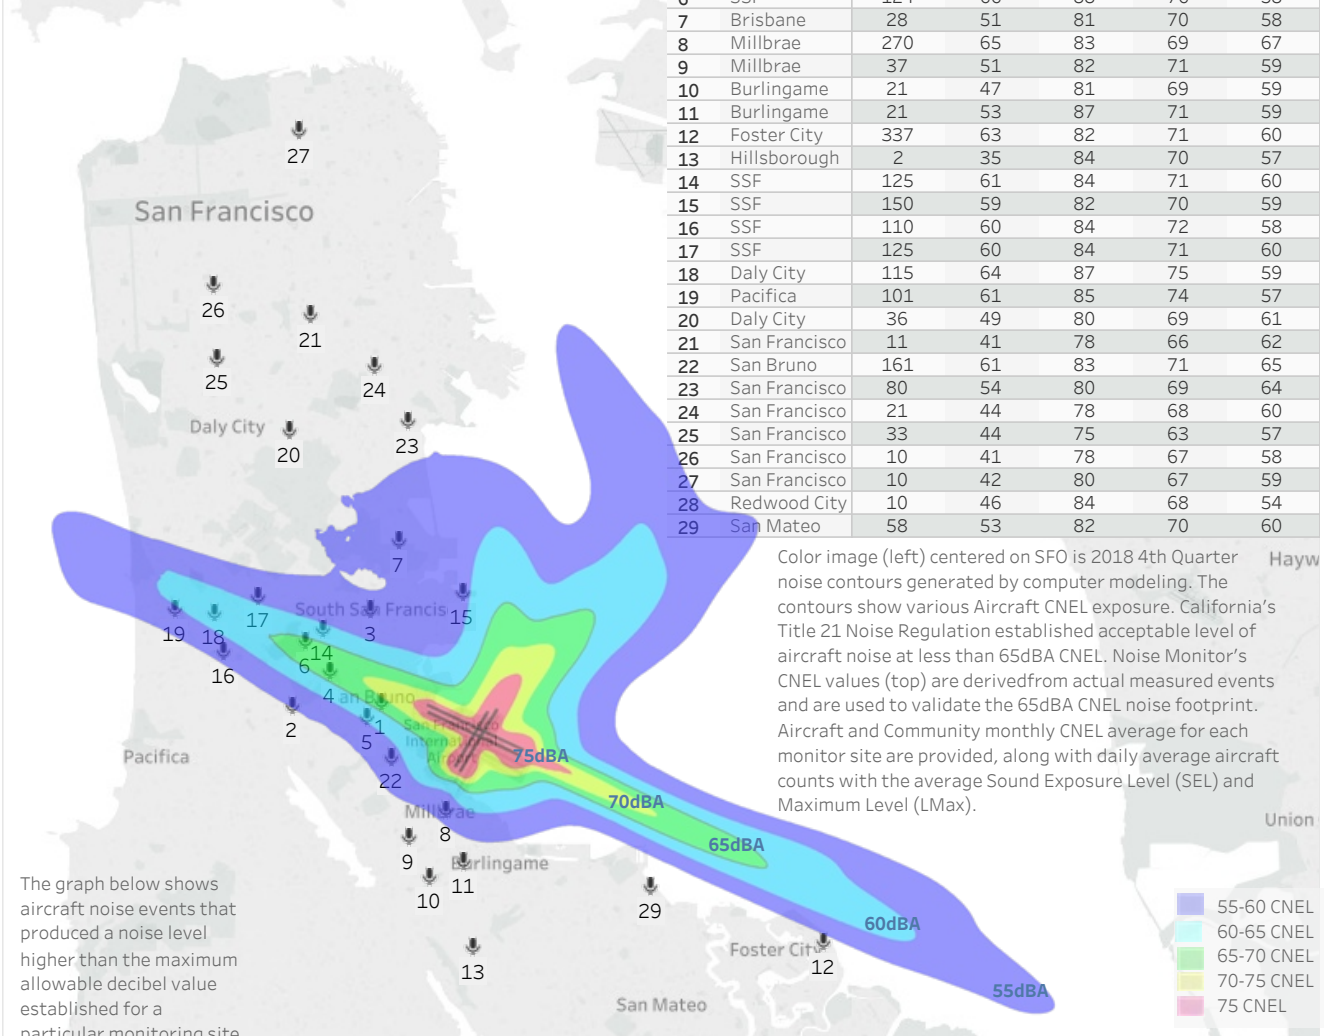 7 Brisbane 28 51 81 70 58
8 Millbrae 270 65 83 69 67
9 Millbrae 37 51 82 71 59
10 Burlingame 21 47 81 69 59
11 Burlingame 21 53 87 71 59
12 Foster City 337 63 82 71 60
13 Hillsborough 2 35 84 70 57
14 SSF 125 61 84 71 60
15 SSF 150 59 82 70 59
16 SSF 110 60 84 72 58
17 SSF 125 60 84 71 60
18 Daly City 115 64 87 75 59
19 Pacifica 101 61 85 74 57
20 Daly City 36 49 80 69 61
21 San Francisco 11 41 78 66 62
22 San Bruno 161 61 83 71 65
23 San Francisco 80 54 80 69 64
24 San Francisco 21 44 78 68 60
25 San Francisco 33 44 75 63 57
26 San Francisco 10 41 78 67 58
27 San Francisco 10 42 80 67 59
28 Redwood City 10 46 84 68 54
29 San Mateo 58 53 82 70 60
27
San Francisco
26
21
25
24
Daly City
20
23
7
South San Francis
17
15
19
18
3
14
6
16
4
an Bruno
2
1
5
San Francisco
International
Airport
Pacifica
22
75dBA
70dBA
Millbrae
8
65dBA
9
Burlingame
11
10
29
60dBA
Foster City
12
13
55dBA
San Mateo
Color image (left) centered on SFO is 2018 4th Quarter
noise contours generated by computer modeling. The
contours show various Aircraft CNEL exposure. California's
Title 21 Noise Regulation established acceptable level of
aircraft noise at less than 65dBA CNEL. Noise Monitor's
CNEL values (top) are derivedfrom actual measured events
and are used to validate the 65dBA CNEL noise footprint.
Aircraft and Community monthly CNEL average for each
monitor site are provided, along with daily average aircraft
counts with the average Sound Exposure Level (SEL) and
Maximum Level (LMax).
Hayw
Union
The graph below shows
aircraft noise events that
produced a noise level
higher than the maximum
allowable decibel value
established for a
particular monitoring site
55-60 CNEL
60-65 CNEL
65-70 CNEL
70-75 CNEL
75 CNEL